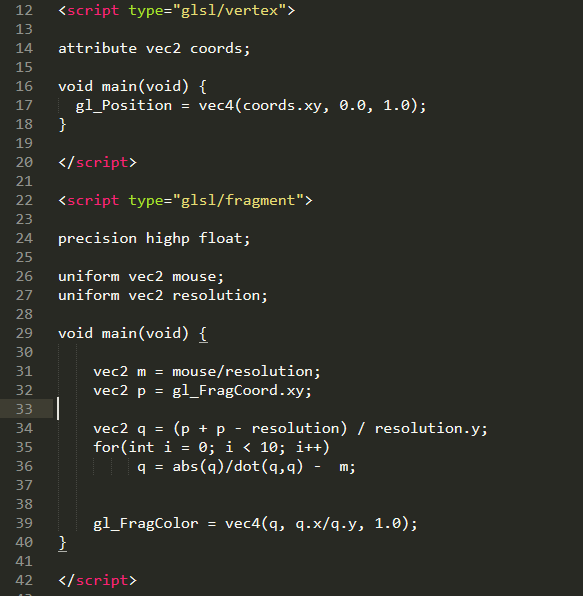 12 <script type="glsl/vertex">
13
14 attribute vec2 coords;
15
16 void main(void) {
17   gl_Position = vec4(coords.xy, 0.0, 1.0);
18 }
19
20 </script>
21
22 <script type="glsl/fragment">
23
24 precision highp float;
25
26 uniform vec2 mouse;
27 uniform vec2 resolution;
28
29 void main(void) {
30
31     vec2 m = mouse/resolution;
32     vec2 p = gl_FragCoord.xy;
33
34     vec2 q = (p + p - resolution) / resolution.y;
35     for(int i = 0; i < 10; i++)
36          q = abs(q)/dot(q,q) -  m;
37
38
39     gl_FragColor = vec4(q, q.x/q.y, 1.0);
40 }
41
42 </script>